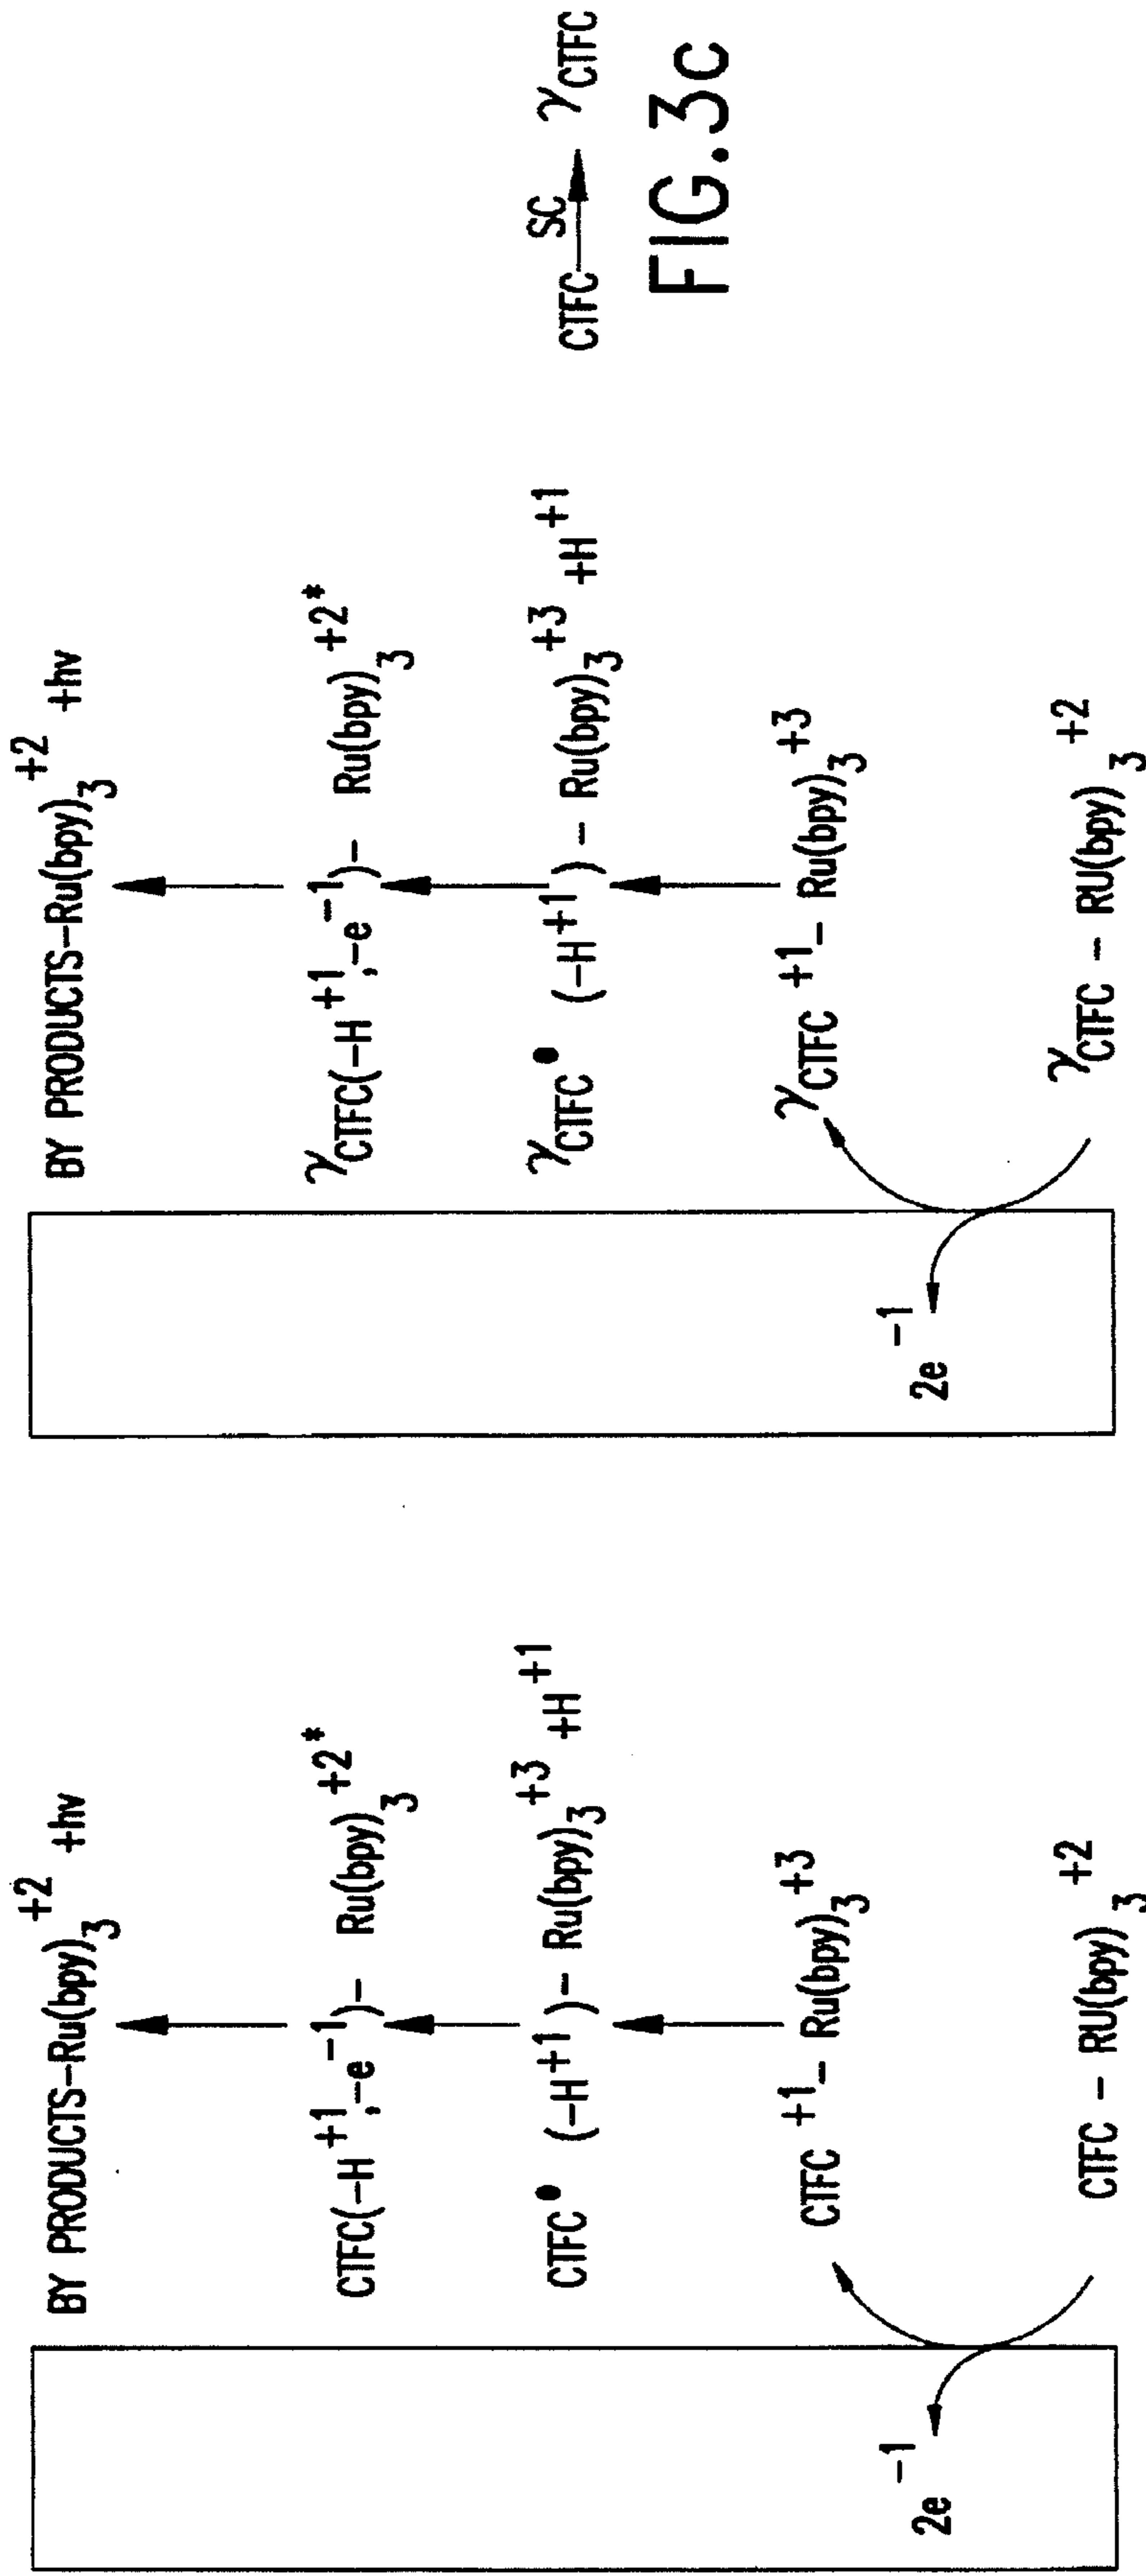 BY PRODUCTS-Ru(bpy)₃⁺² +hv
CTFC(-H⁺¹,-e⁻¹)- Ru(bpy)₃⁺²*
CTFC● (-H⁺¹)- Ru(bpy)₃⁺³ +H⁺¹
CTFC⁺¹- Ru(bpy)₃⁺³
2e⁻¹
CTFC - RU(bpy)₃⁺²
BY PRODUCTS-Ru(bpy)₃⁺² +hv
γCTFC(-H⁺¹,-e⁻¹)- Ru(bpy)₃⁺²*
γCTFC● (-H⁺¹)- Ru(bpy)₃⁺³ +H⁺¹
γCTFC⁺¹- Ru(bpy)₃⁺³
2e⁻¹
γCTFC - RU(bpy)₃⁺²
SC
CTFC → γCTFC
FIG.3c